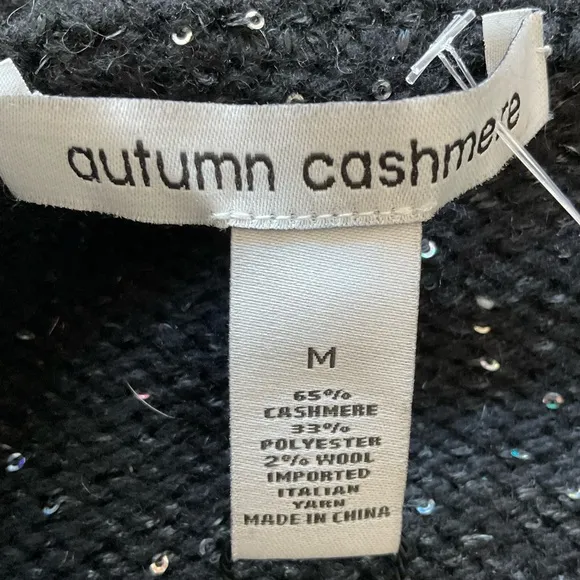 autumn cashmere
M
65%
CASHMERE
33%
POLYESTER
2% WOOL
IMPORTED
ITALIAN
YARN
MADE IN CHINA